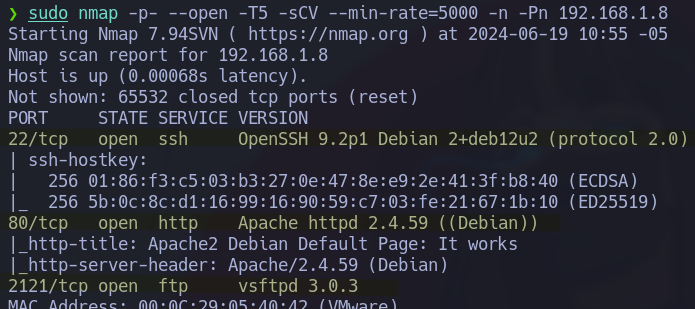 ❯ sudo nmap -p- --open -T5 -sCV --min-rate=5000 -n -Pn 192.168.1.8
Starting Nmap 7.94SVN ( https://nmap.org ) at 2024-06-19 10:55 -05
Nmap scan report for 192.168.1.8
Host is up (0.00068s latency).
Not shown: 65532 closed tcp ports (reset)
PORT     STATE SERVICE VERSION
22/tcp   open  ssh     OpenSSH 9.2p1 Debian 2+deb12u2 (protocol 2.0)
| ssh-hostkey:
|   256 01:86:f3:c5:03:b3:27:0e:47:8e:e9:2e:41:3f:b8:40 (ECDSA)
|_  256 5b:0c:8c:d1:16:99:16:90:59:c7:03:fe:21:67:1b:10 (ED25519)
80/tcp   open  http    Apache httpd 2.4.59 ((Debian))
|_http-title: Apache2 Debian Default Page: It works
|_http-server-header: Apache/2.4.59 (Debian)
2121/tcp open  ftp     vsftpd 3.0.3
MAC Address: 00:0C:29:05:40:42 (VMware)